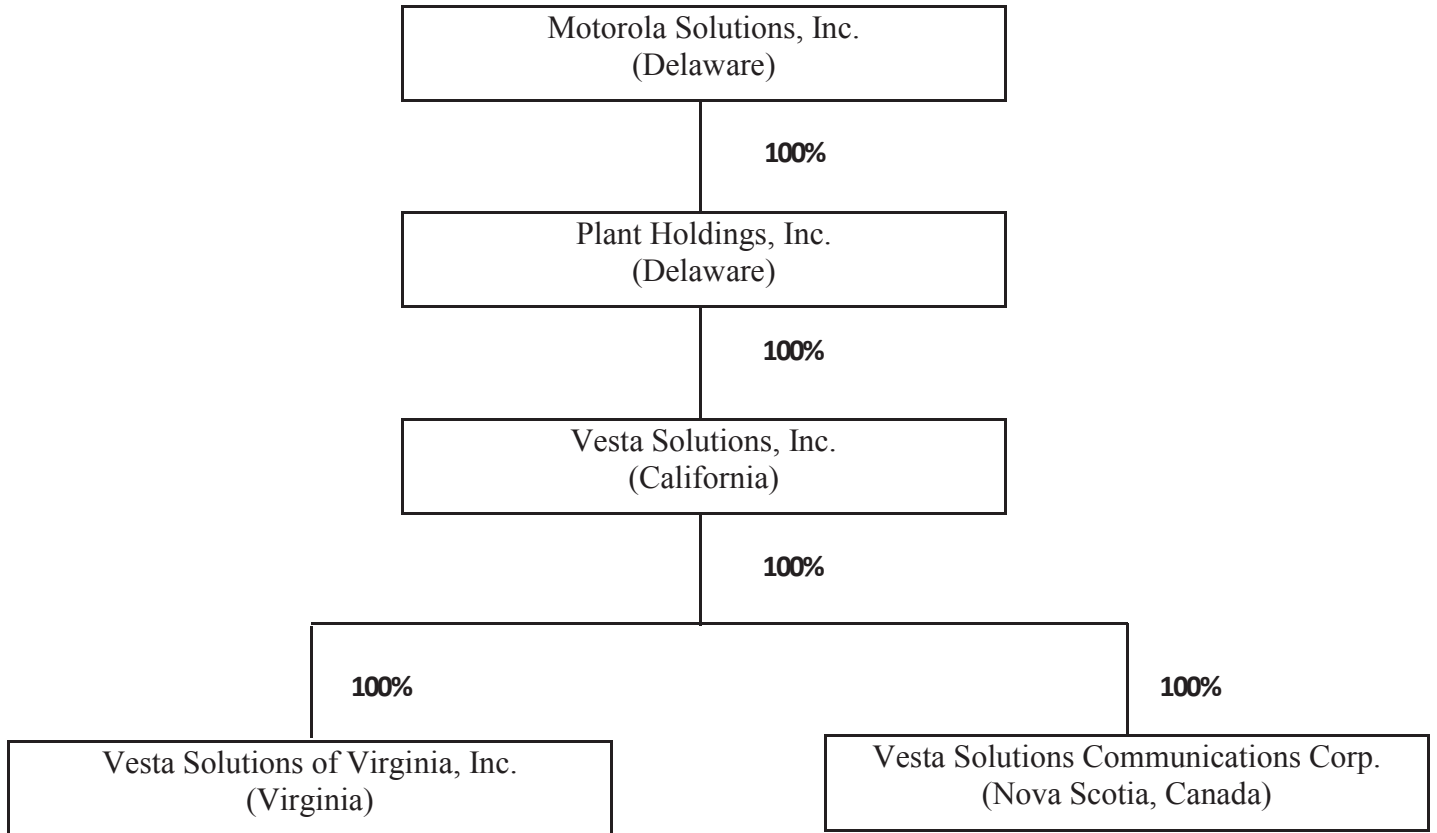 Motorola Solutions, Inc.
(Delaware)
100%
Plant Holdings, Inc.
(Delaware)
100%
Vesta Solutions, Inc.
(California)
100%
100%
100%
Vesta Solutions of Virginia, Inc.
(Virginia)
Vesta Solutions Communications Corp.
(Nova Scotia, Canada)